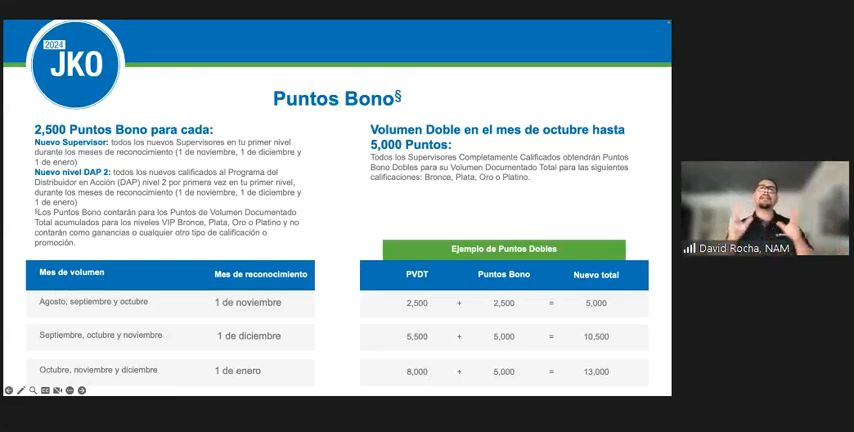 2024
JKO
Puntos Bono§
2,500 Puntos Bono para cada:
Nuevo Supervisor: todos los nuevos Supervisores en tu primer nivel
durante los meses de reconocimiento (1 de noviembre, 1 de diciembre y
1 de enero)
Nuevo nivel DAP 2: todos los nuevos calificados al Programa del
Distribuidor en Acción (DAP) nivel 2 por primera vez en tu primer nivel,
durante los meses de reconocimiento (1 de noviembre, 1 de diciembre y
1 de enero)
§Los Puntos Bono contarán para los Puntos de Volumen Documentado
Total acumulados para los niveles VIP Bronce, Plata, Oro o Platino y no
contarán como ganancias o cualquier otro tipo de calificación o
promoción.
Mes de volumen Mes de reconocimiento
Agosto, septiembre y octubre 1 de noviembre
Septiembre, octubre y noviembre 1 de diciembre
Octubre, noviembre y diciembre 1 de enero
Volumen Doble en el mes de octubre hasta
5,000 Puntos:
Todos los Supervisores Completamente Calificados obtendrán Puntos
Bono Dobles para su Volumen Documentado Total para las siguientes
calificaciones: Bronce, Plata, Oro o Platino.
Ejemplo de Puntos Dobles
PVDT Puntos Bono Nuevo total
2,500 + 2,500 = 5,000
5,500 + 5,000 = 10,500
8,000 + 5,000 = 13,000
David Rocha, NAM